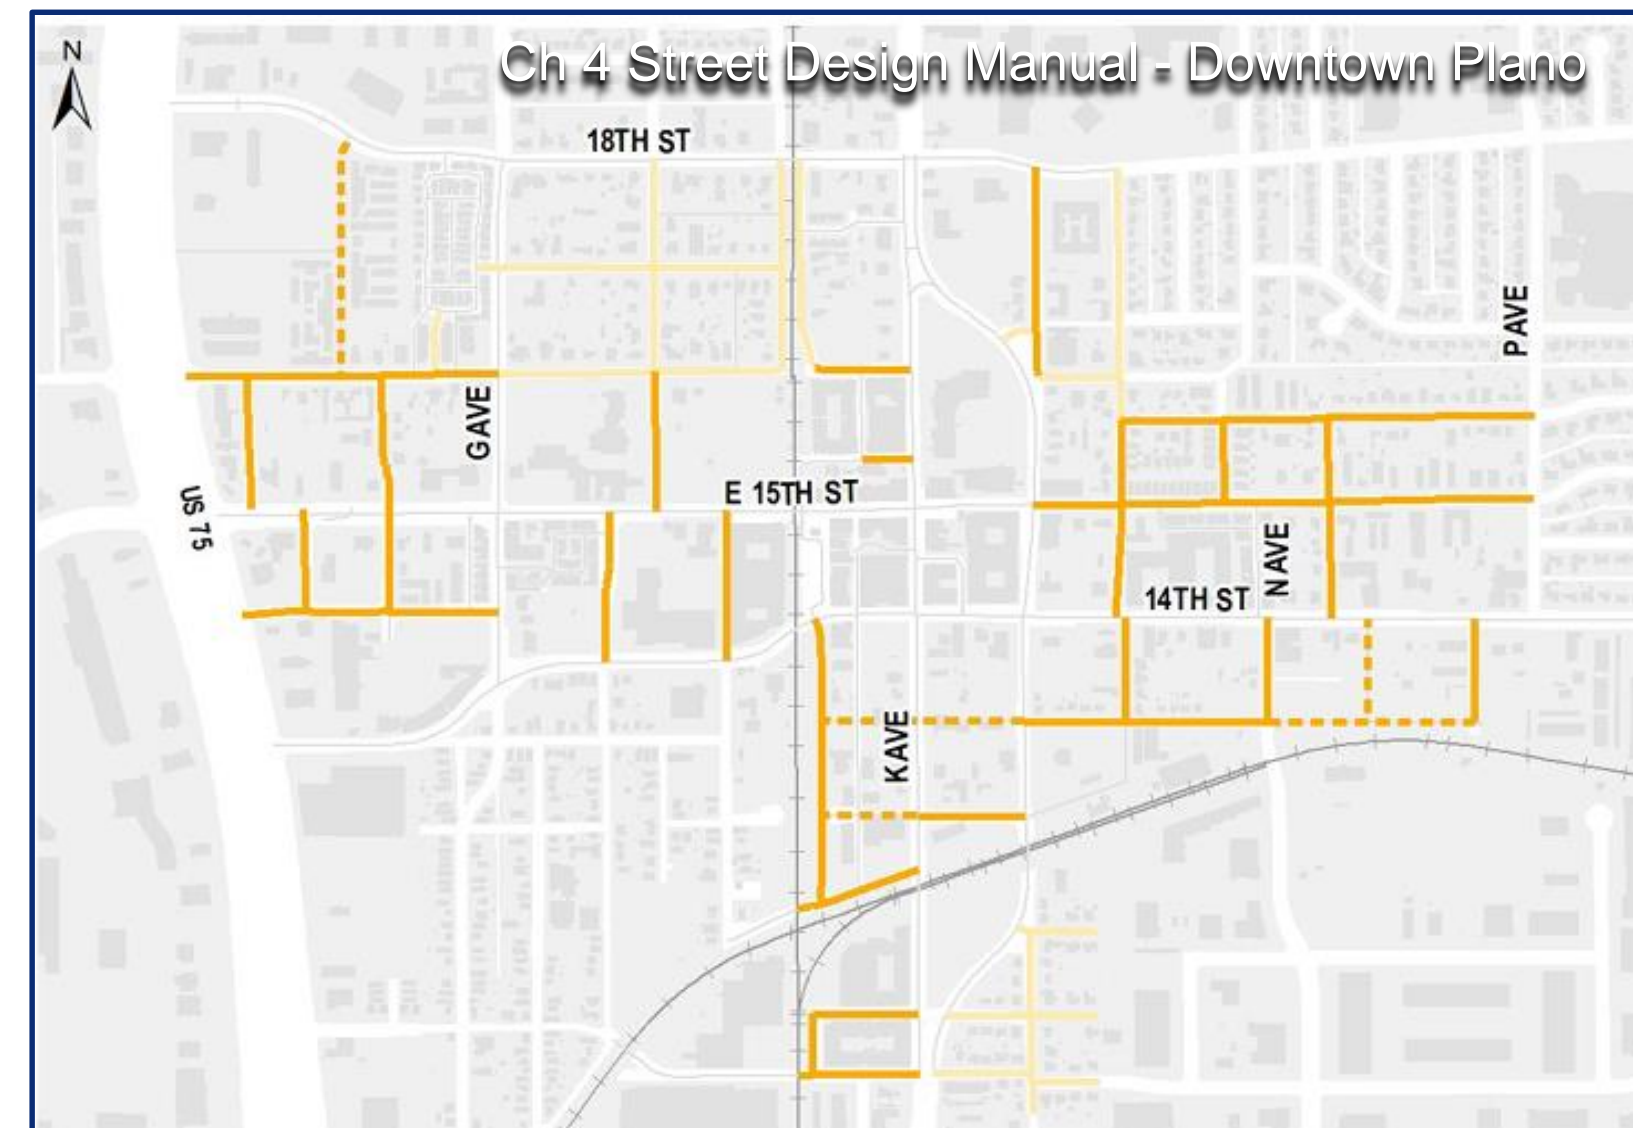 Ch 4 Street Design Manual - Downtown Plano
N
18TH ST
P AVE
G AVE
E 15TH ST
US 75
N AVE
14TH ST
K AVE